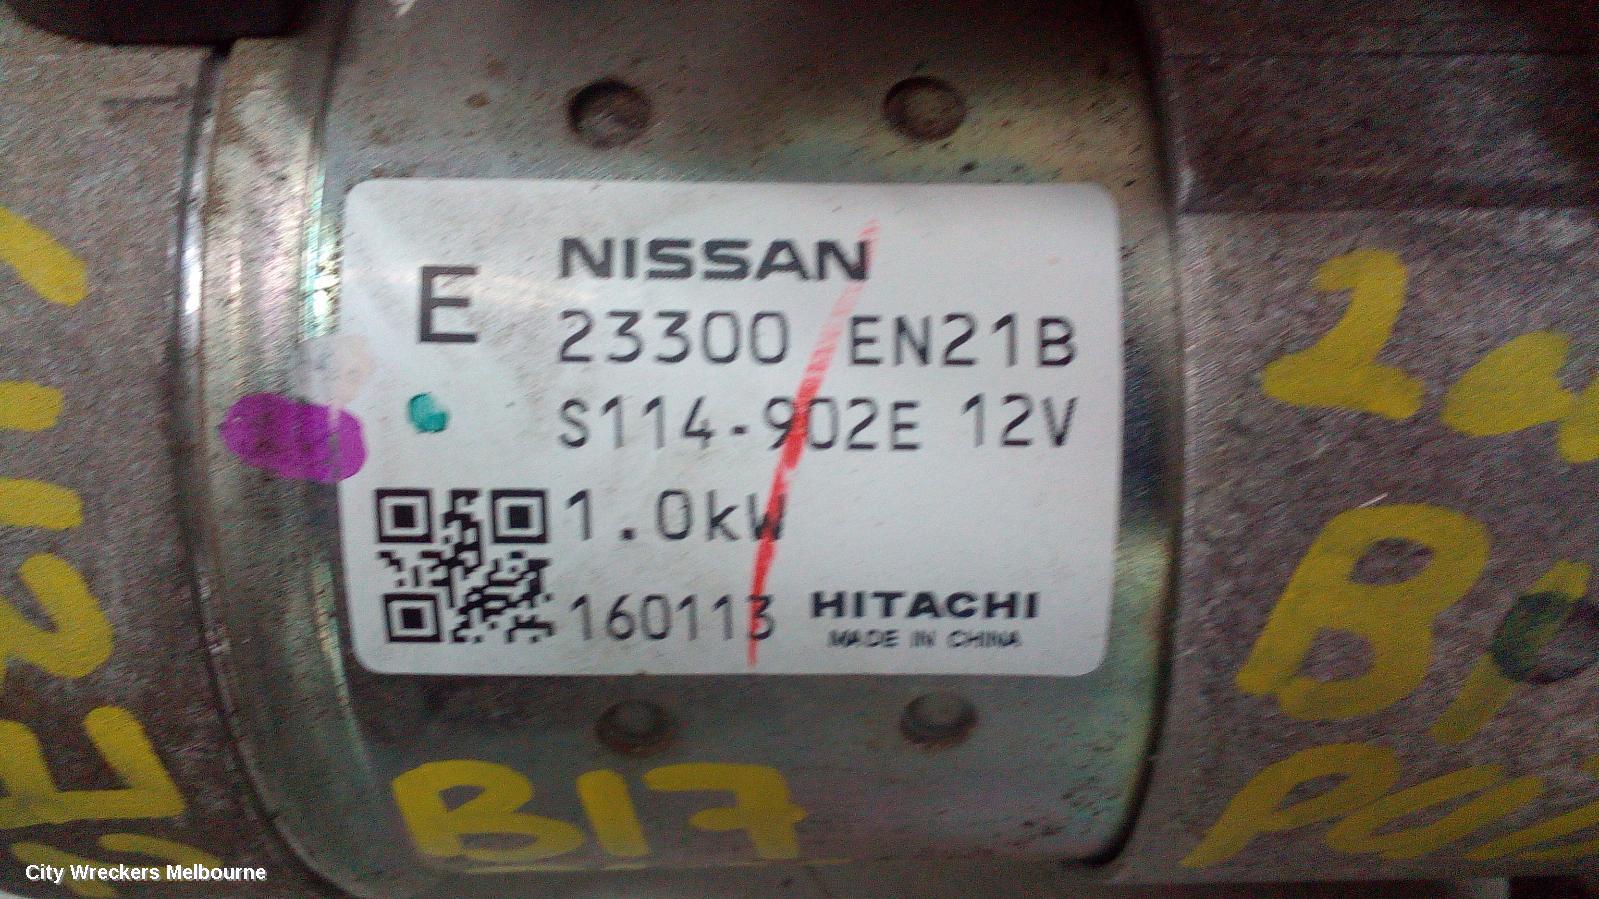 E
NISSAN
23300 EN21B
S114-902E 12V
1.0kW
160113 HITACHI
MADE IN CHINA
B17
City Wreckers Melbourne